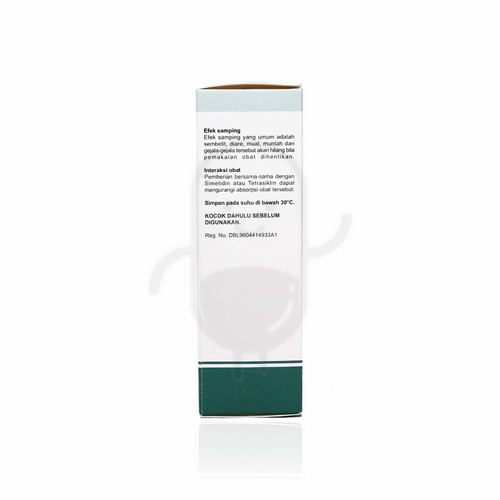 Efek samping
Efek samping yang umum adalah
sembelit, diare, mual, muntah dan
gejala-gejala tersebut akan hilang bila
pemakaian obat dihentikan.
Interaksi obat
Pemberian bersama-sama dengan
Simetidin atau Tetrasiklin dapat
mengurangi absorpsi obat tersebut.
Simpan pada suhu di bawah 30°C.
KOCOK DAHULU SEBELUM
DIGUNAKAN.
Reg. No. DBL9604414933A1